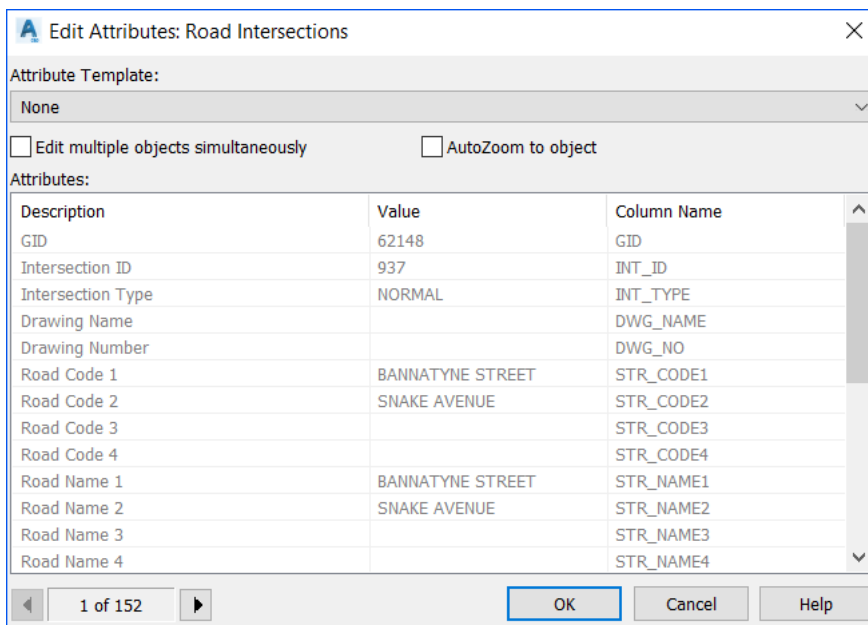 Edit Attributes: Road Intersections
Attribute Template:
None
Edit multiple objects simultaneously AutoZoom to object
Attributes:
Description Value Column Name
GID 62148 GID
Intersection ID 937 INT_ID
Intersection Type NORMAL INT_TYPE
Drawing Name DWG_NAME
Drawing Number DWG_NO
Road Code 1 BANNATYNE STREET STR_CODE1
Road Code 2 SNAKE AVENUE STR_CODE2
Road Code 3 STR_CODE3
Road Code 4 STR_CODE4
Road Name 1 BANNATYNE STREET STR_NAME1
Road Name 2 SNAKE AVENUE STR_NAME2
Road Name 3 STR_NAME3
Road Name 4 STR_NAME4
1 of 152 OK Cancel Help